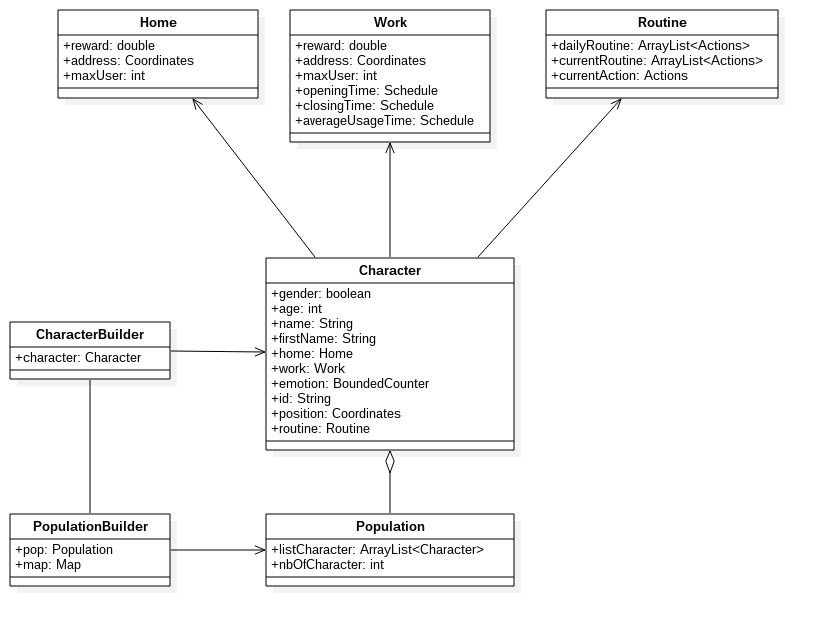 Home
+reward: double
+address: Coordinates
+maxUser: int
Work
+reward: double
+address: Coordinates
+maxUser: int
+openingTime: Schedule
+closingTime: Schedule
+averageUsageTime: Schedule
Routine
+dailyRoutine: ArrayList<Actions>
+currentRoutine: ArrayList<Actions>
+currentAction: Actions
Character
+gender: boolean
+age: int
+name: String
+firstName: String
+home: Home
+work: Work
+emotion: BoundedCounter
+id: String
+position: Coordinates
+routine: Routine
CharacterBuilder
+character: Character
PopulationBuilder
+pop: Population
+map: Map
Population
+listCharacter: ArrayList<Character>
+nbOfCharacter: int